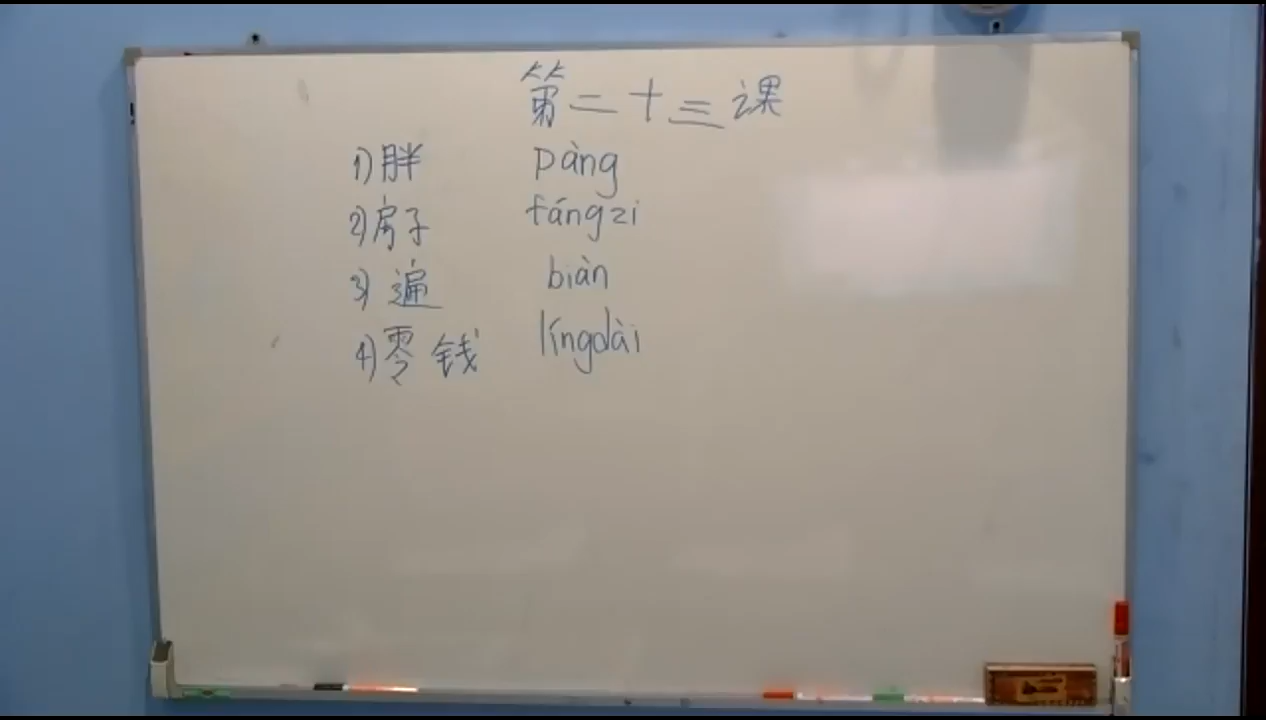 第二十三课
1) 胖 pàng
2) 房子 fángzi
3) 遍 biàn
4) 零钱 língdài